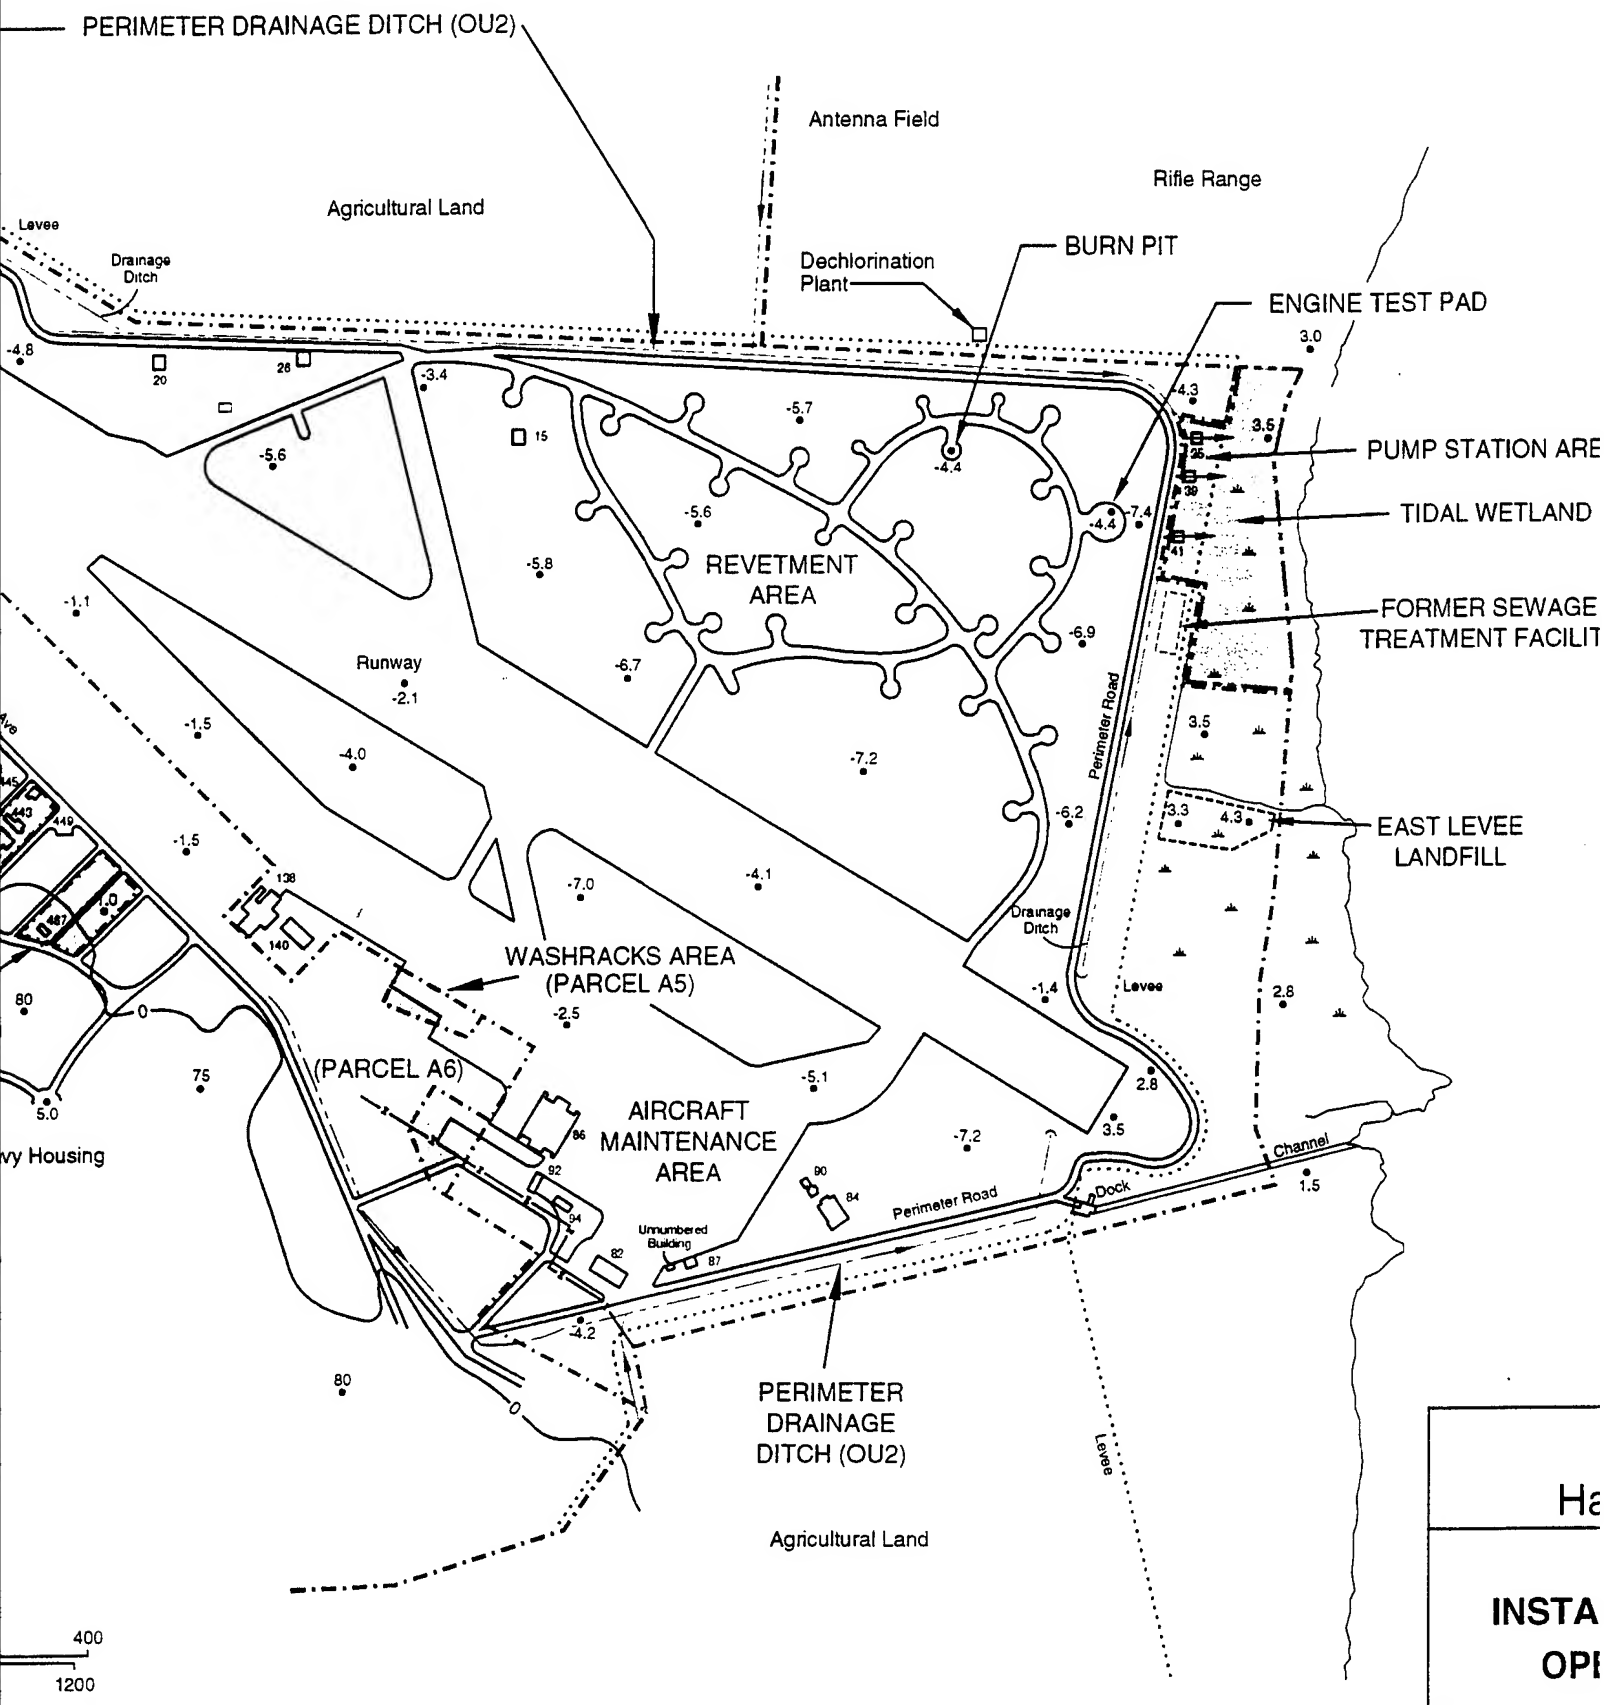 PERIMETER DRAINAGE DITCH (OU2)
Antenna Field
Rifle Range
Agricultural Land
Levee
Drainage
Ditch
Dechlorination
Plant
BURN PIT
ENGINE TEST PAD
3.0
-4.8
20
26
-3.4
-4.3
-5.7
3.5
15
-5.6
-4.4
25
PUMP STATION ARE
39
-5.6
-4.4
-7.4
TIDAL WETLAND
41
-5.8
REVETMENT
AREA
-1.1
FORMER SEWAGE
TREATMENT FACILIT
-6.9
Runway
-6.7
-2.1
Perimeter Road
Ave
-1.5
3.5
-4.0
-7.2
445
443
449
-6.2
3.3
4.3
EAST LEVEE
LANDFILL
-1.5
138
-7.0
-4.1
1.0
467
140
Drainage
Ditch
WASHRACKS AREA
(PARCEL A5)
80
0
-2.5
-1.4
Levee
2.8
(PARCEL A6)
75
-5.1
2.8
5.0
AIRCRAFT
MAINTENANCE
AREA
86
3.5
-7.2
vy Housing
92
Channel
90
84
Perimeter Road
Dock
1.5
94
Unnumbered
Building
82
87
-4.2
80
0
PERIMETER
DRAINAGE
DITCH (OU2)
Levee
Agricultural Land
Ha
INSTA
OPE
400
1200